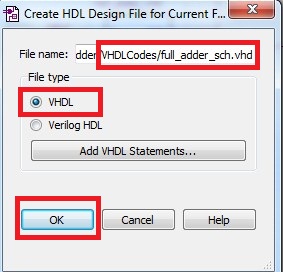 Create HDL Design File for Current F...
File name: dder/VHDLCodes/full_adder_sch.vhd
File type
VHDL
Verilog HDL
Add VHDL Statements...
OK Cancel Help